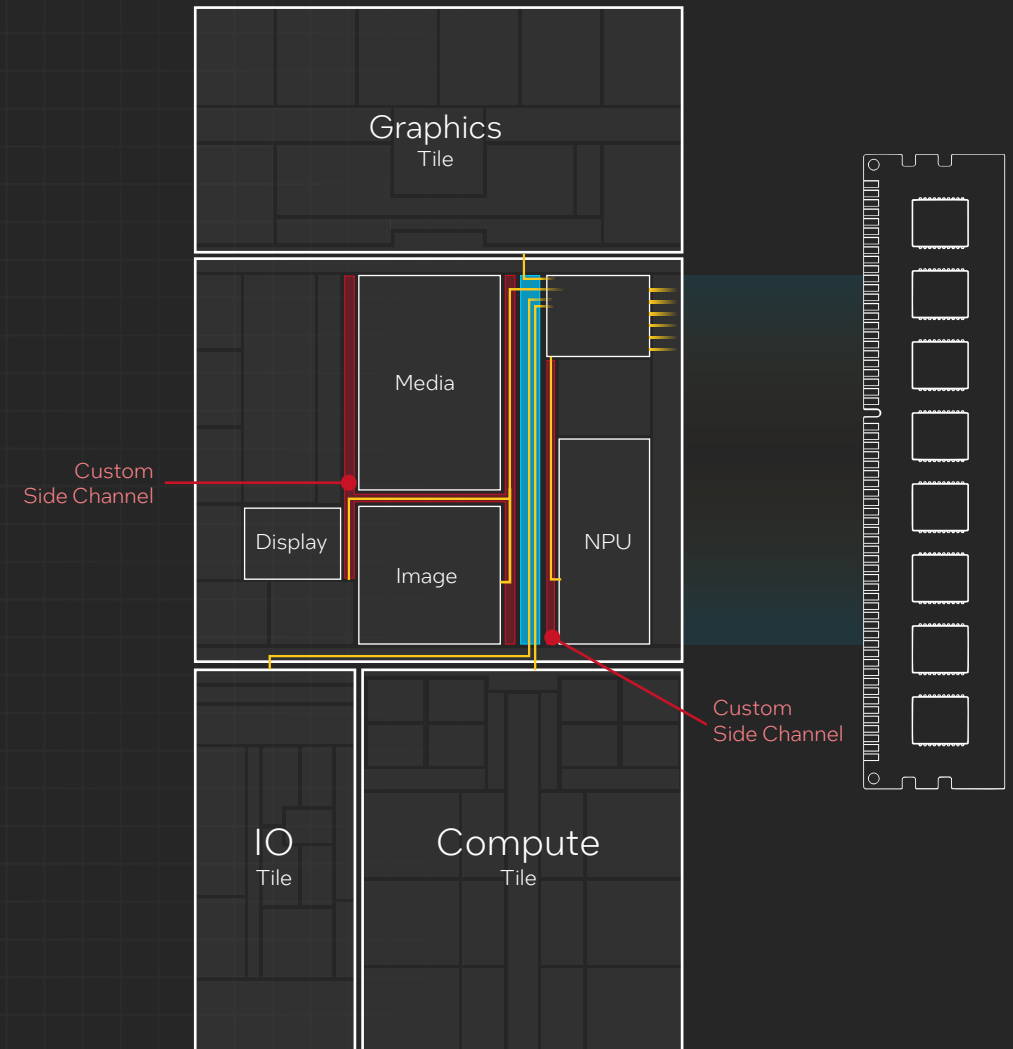 Graphics
Tile
Media
Custom
Side Channel
Display
Image
NPU
Custom
Side Channel
IO
Tile
Compute
Tile